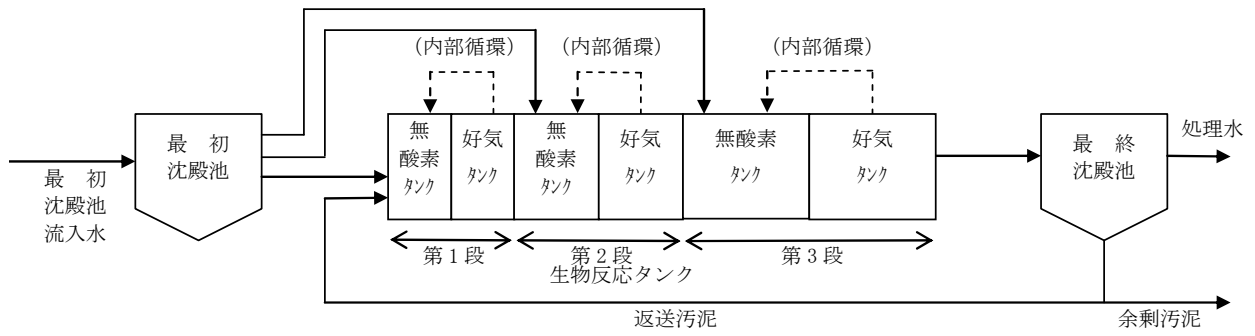 (内部循環)
(内部循環)
(内部循環)
最　初
沈殿池
無
酸素
ﾀﾝｸ
好気
ﾀﾝｸ
無
酸素
ﾀﾝｸ
好気
ﾀﾝｸ
無酸素
ﾀﾝｸ
好気
ﾀﾝｸ
最　終
沈殿池
処理水
最　初
沈殿池
流入水
第１段
第２段
第３段
生物反応タンク
返送汚泥
余剰汚泥